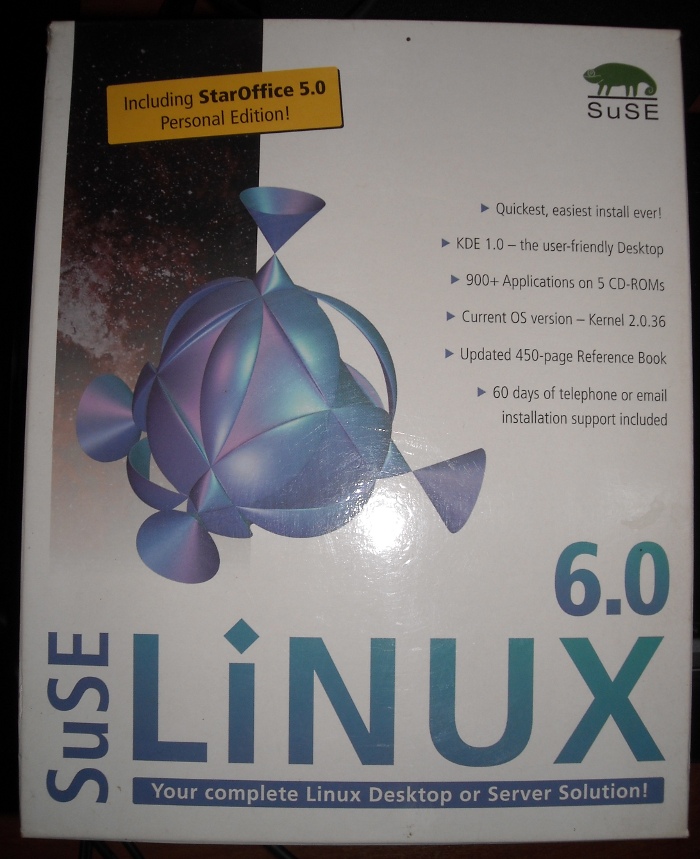 Including StarOffice 5.0
Personal Edition!
SuSE
▶ Quickest, easiest install ever!
▶ KDE 1.0 – the user-friendly Desktop
▶ 900+ Applications on 5 CD-ROMs
▶ Current OS version – Kernel 2.0.36
▶ Updated 450-page Reference Book
▶ 60 days of telephone or email
installation support included
6.0
SuSE
LiNUX
Your complete Linux Desktop or Server Solution!